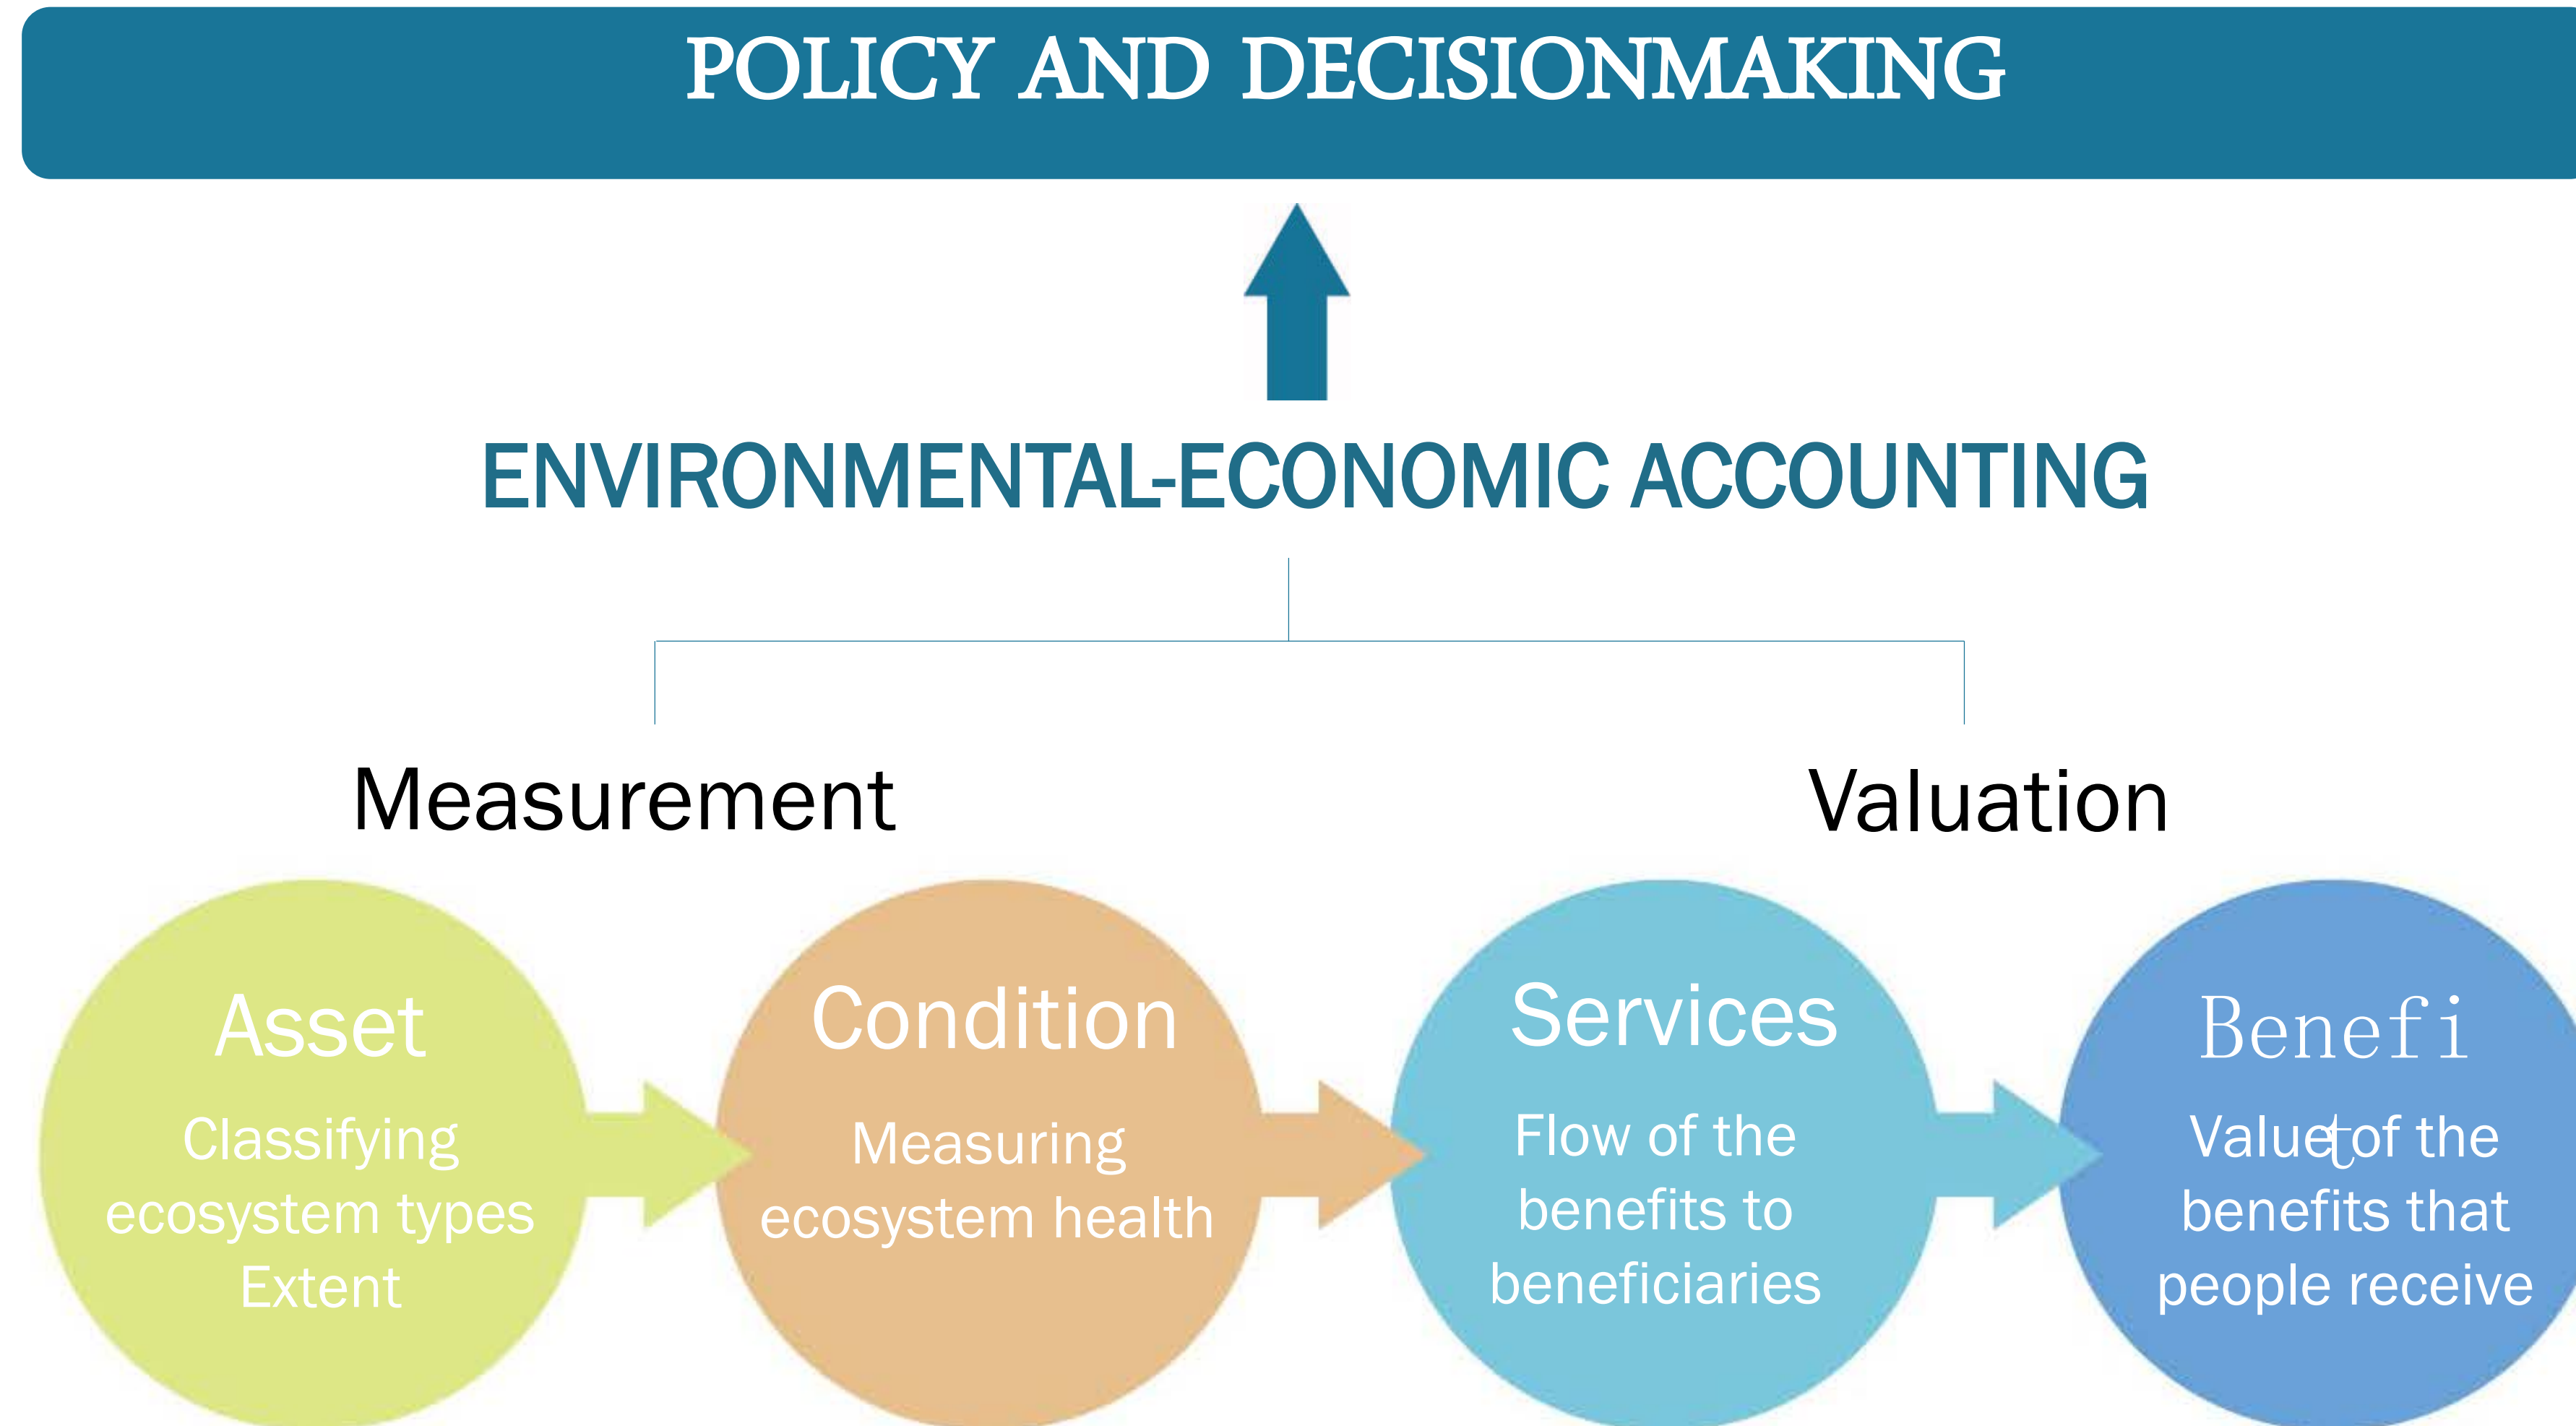 POLICY AND DECISIONMAKING
ENVIRONMENTAL-ECONOMIC ACCOUNTING
Measurement
Valuation
Asset
Classifying
ecosystem types
Extent
Condition
Measuring
ecosystem health
Services
Flow of the
benefits to
beneficiaries
Benefi
t
Value of the
benefits that
people receive